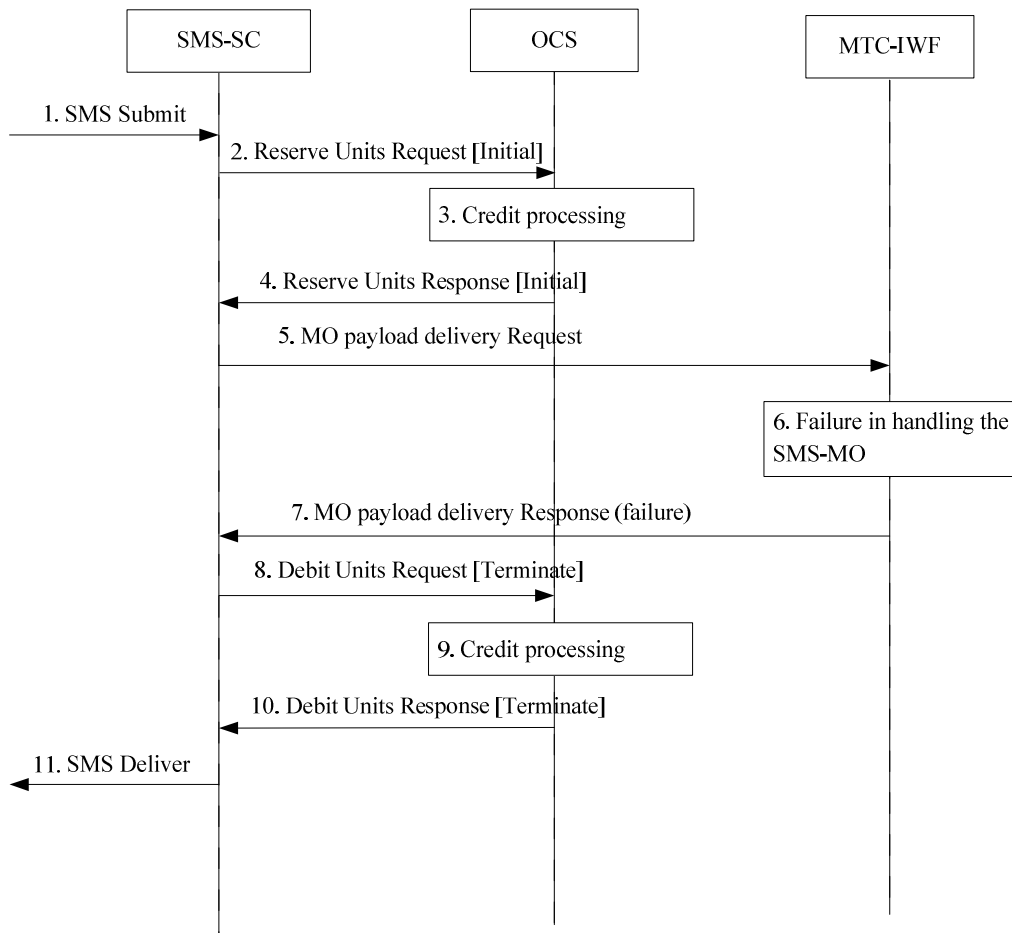 SMS-SC
OCS
MTC-IWF
1. SMS Submit
2. Reserve Units Request [Initial]
3. Credit processing
4. Reserve Units Response [Initial]
5. MO payload delivery Request
6. Failure in handling the
SMS-MO
7. MO payload delivery Response (failure)
8. Debit Units Request [Terminate]
9. Credit processing
10. Debit Units Response [Terminate]
11. SMS Deliver